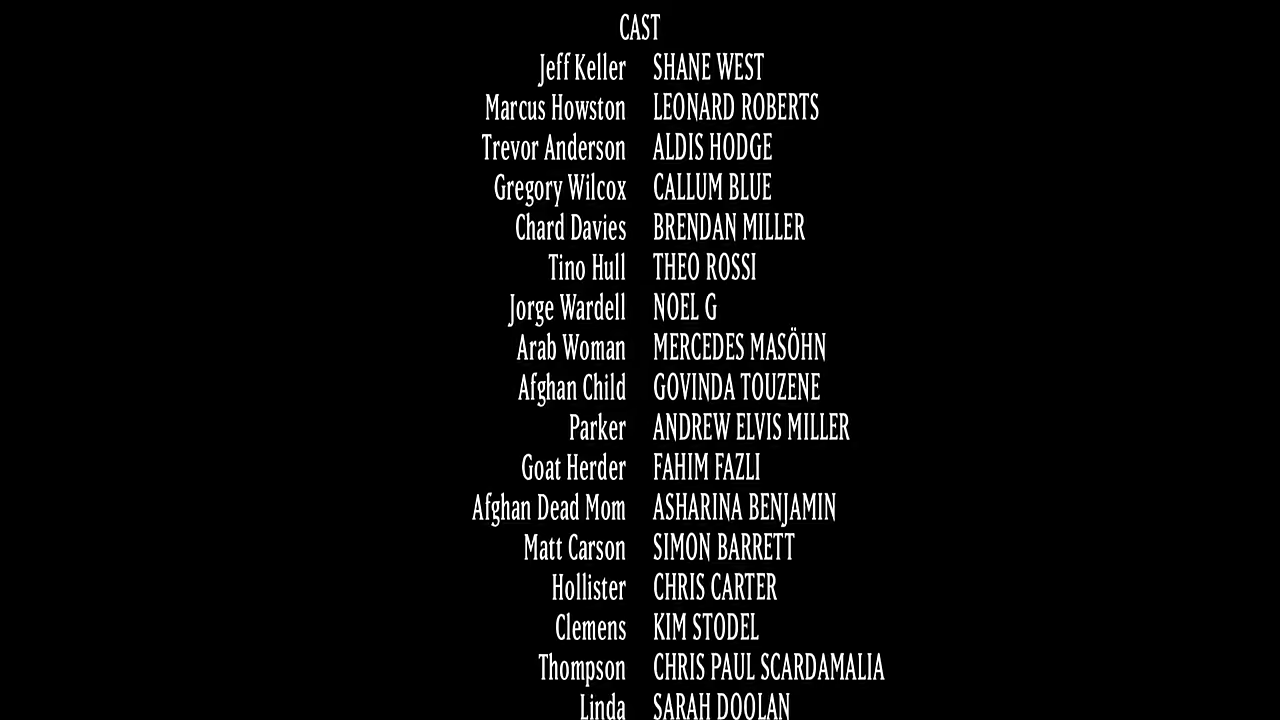 CAST
Jeff Keller SHANE WEST
Marcus Howston LEONARD ROBERTS
Trevor Anderson ALDIS HODGE
Gregory Wilcox CALLUM BLUE
Chard Davies BRENDAN MILLER
Tino Hull THEO ROSSI
Jorge Wardell NOEL G
Arab Woman MERCEDES MASÖHN
Afghan Child GOVINDA TOUZENE
Parker ANDREW ELVIS MILLER
Goat Herder FAHIM FAZLI
Afghan Dead Mom ASHARINA BENJAMIN
Matt Carson SIMON BARRETT
Hollister CHRIS CARTER
Clemens KIM STODEL
Thompson CHRIS PAUL SCARDAMALIA
Linda SARAH DOOLAN